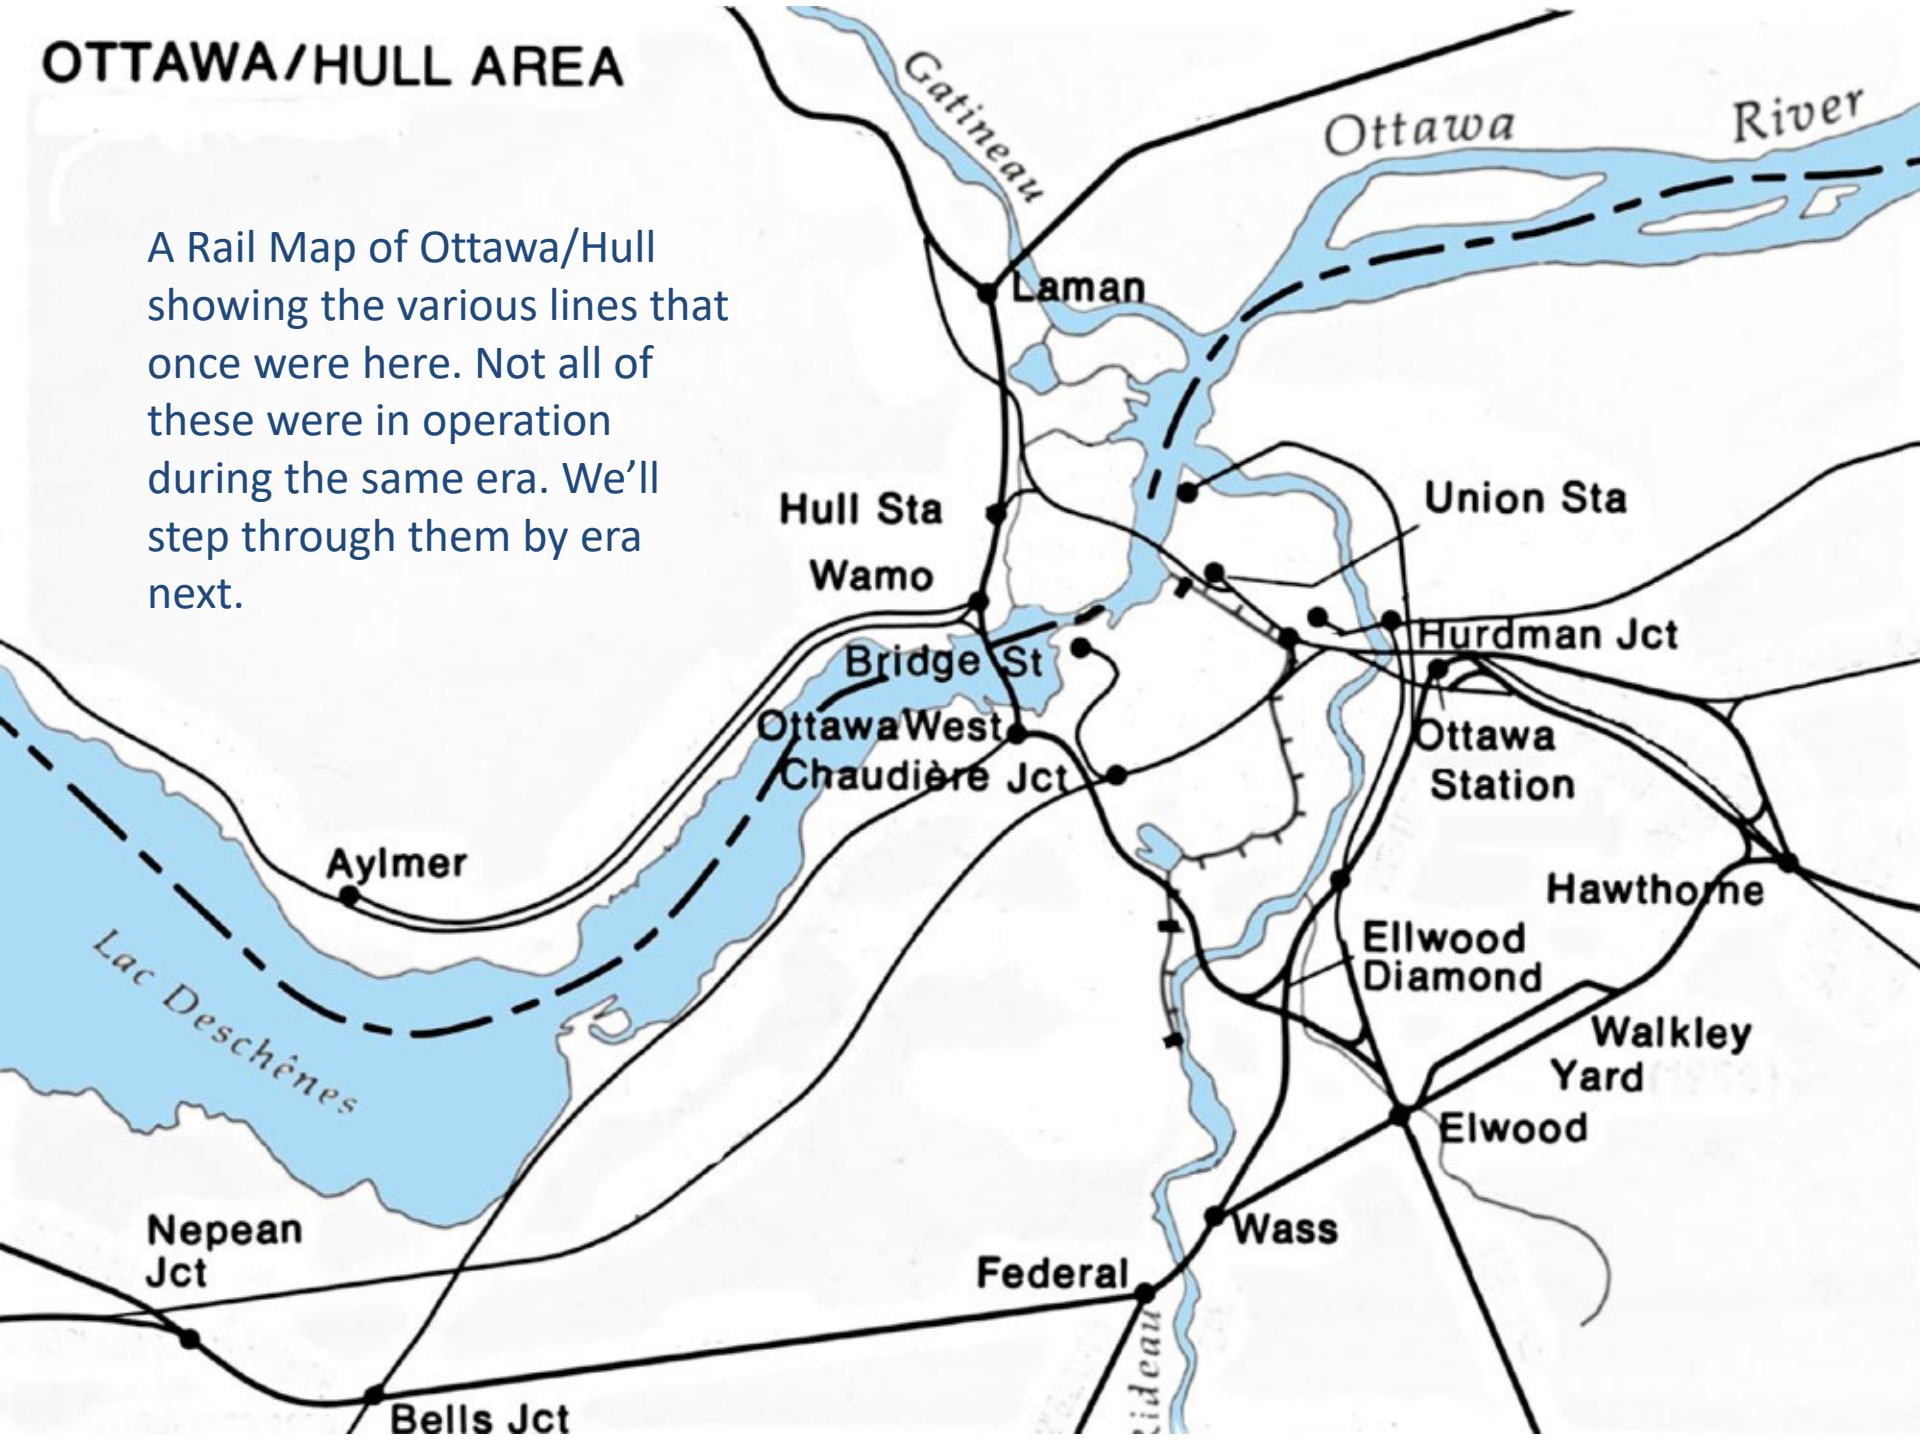 OTTAWA/HULL AREA
A Rail Map of Ottawa/Hull
showing the various lines that
once were here. Not all of
these were in operation
during the same era. We’ll
step through them by era
next.
Gatineau
Ottawa River
Laman
Union Sta
Hull Sta
Wamo
Hurdman Jct
Bridge St
Ottawa West
Ottawa
Station
Chaudière Jct
Aylmer
Hawthorne
Ellwood
Diamond
Lac Deschênes
Walkley
Yard
Elwood
Nepean
Jct
Wass
Federal
Rideau
Bells Jct